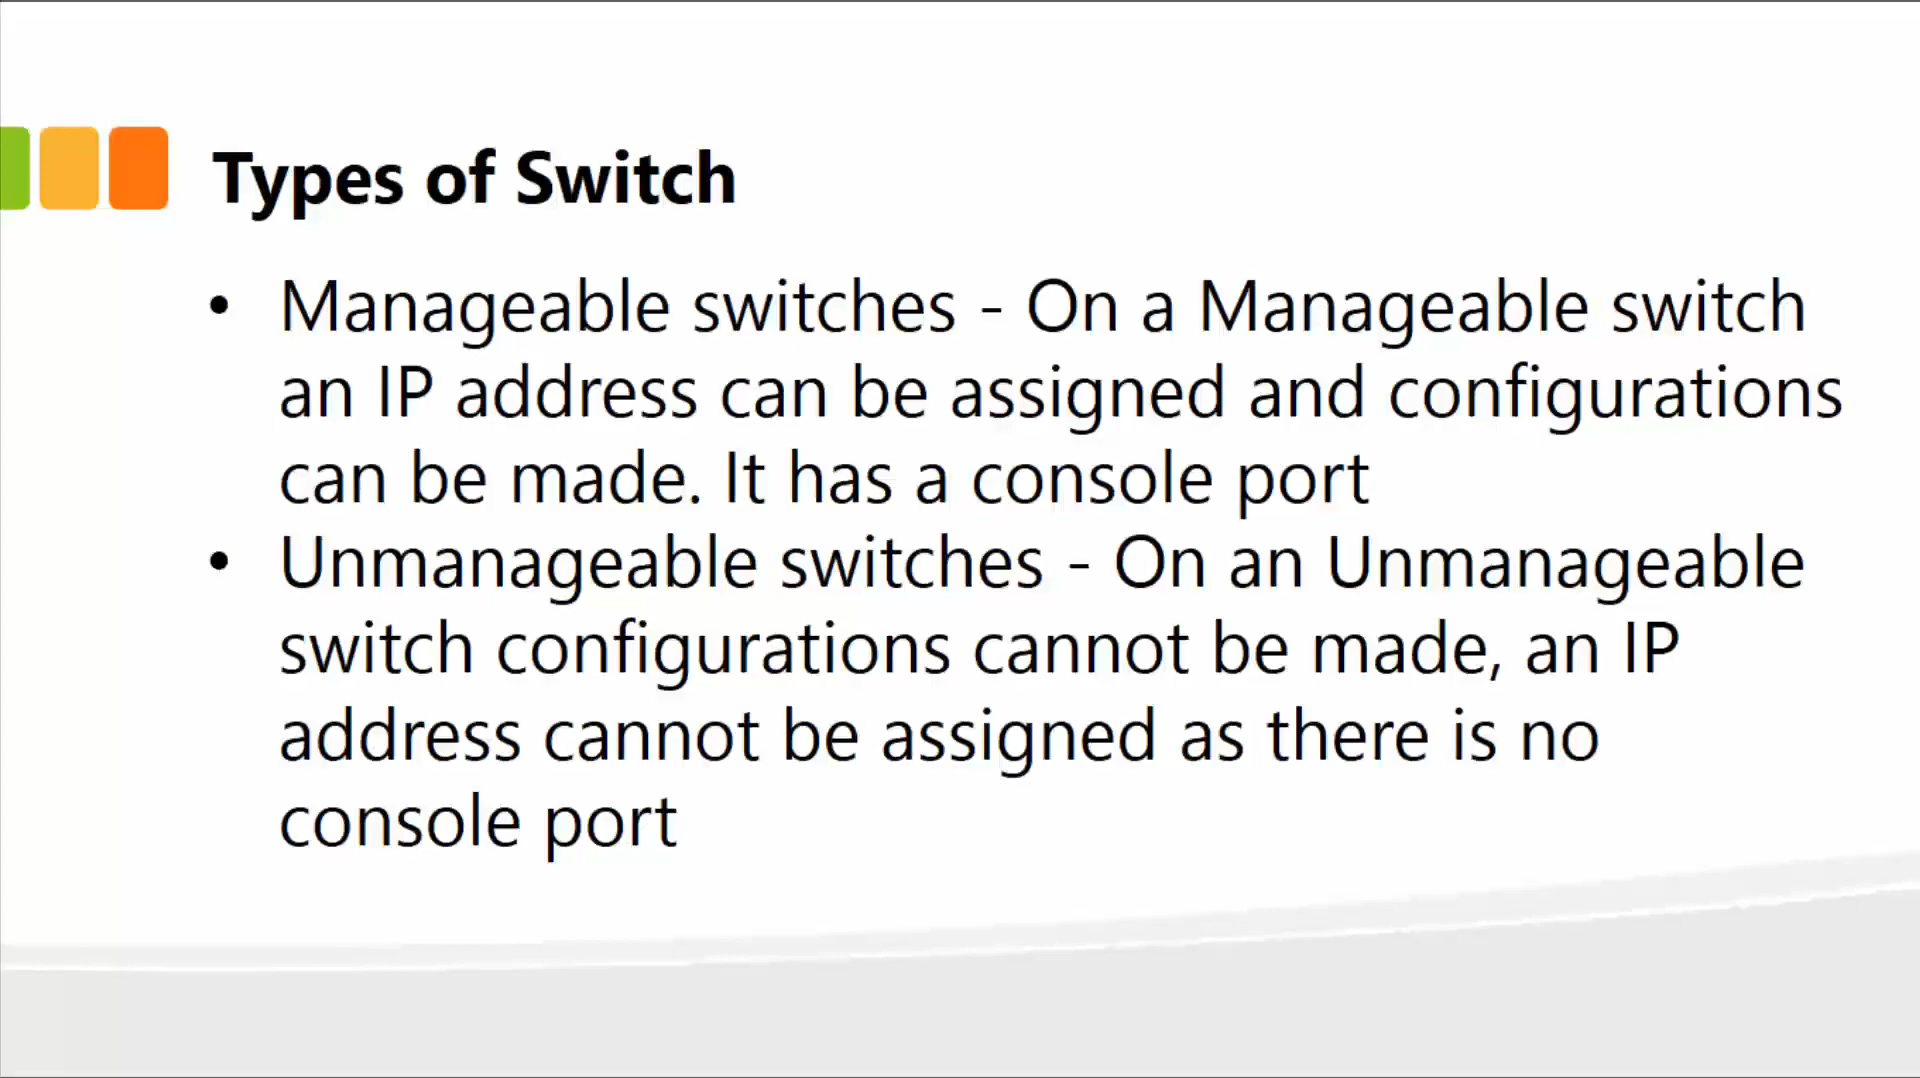 Types of Switch
• Manageable switches - On a Manageable switch
an IP address can be assigned and configurations
can be made. It has a console port
• Unmanageable switches - On an Unmanageable
switch configurations cannot be made, an IP
address cannot be assigned as there is no
console port